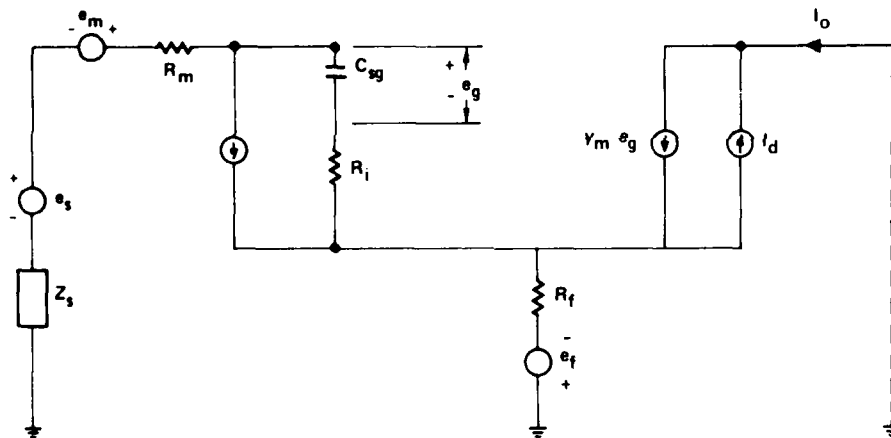 - e_m +
R_m
C_sg
+
e_g
-
R_i
+
e_s
-
Z_s
I_o
γ_m e_g
I_d
R_f
-
e_f
+